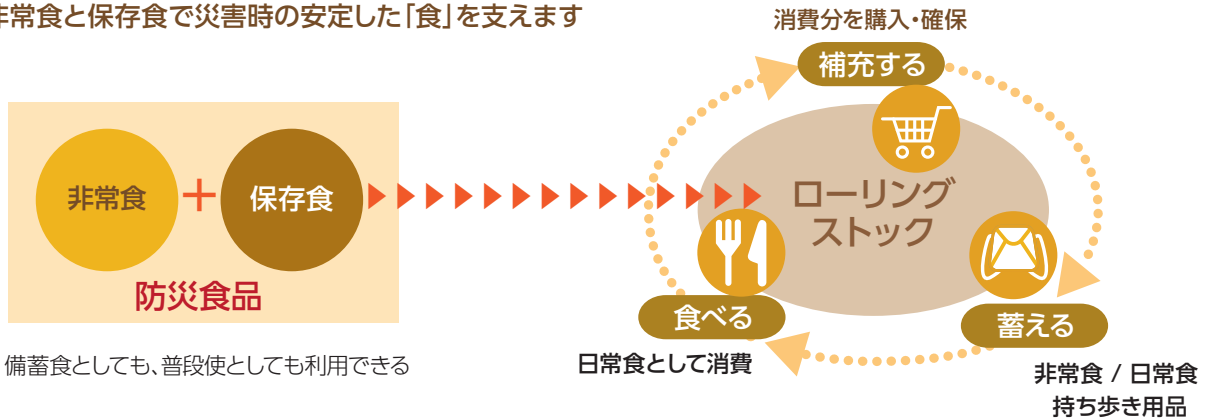 非常食と保存食で災害時の安定した「食」を支えます
消費分を購入・確保
補充する
非常食
+
保存食
防災食品
ローリング
ストック
食べる
蓄える
備蓄食としても、普段使としても利用できる
日常食として消費
非常食 / 日常食
持ち歩き用品